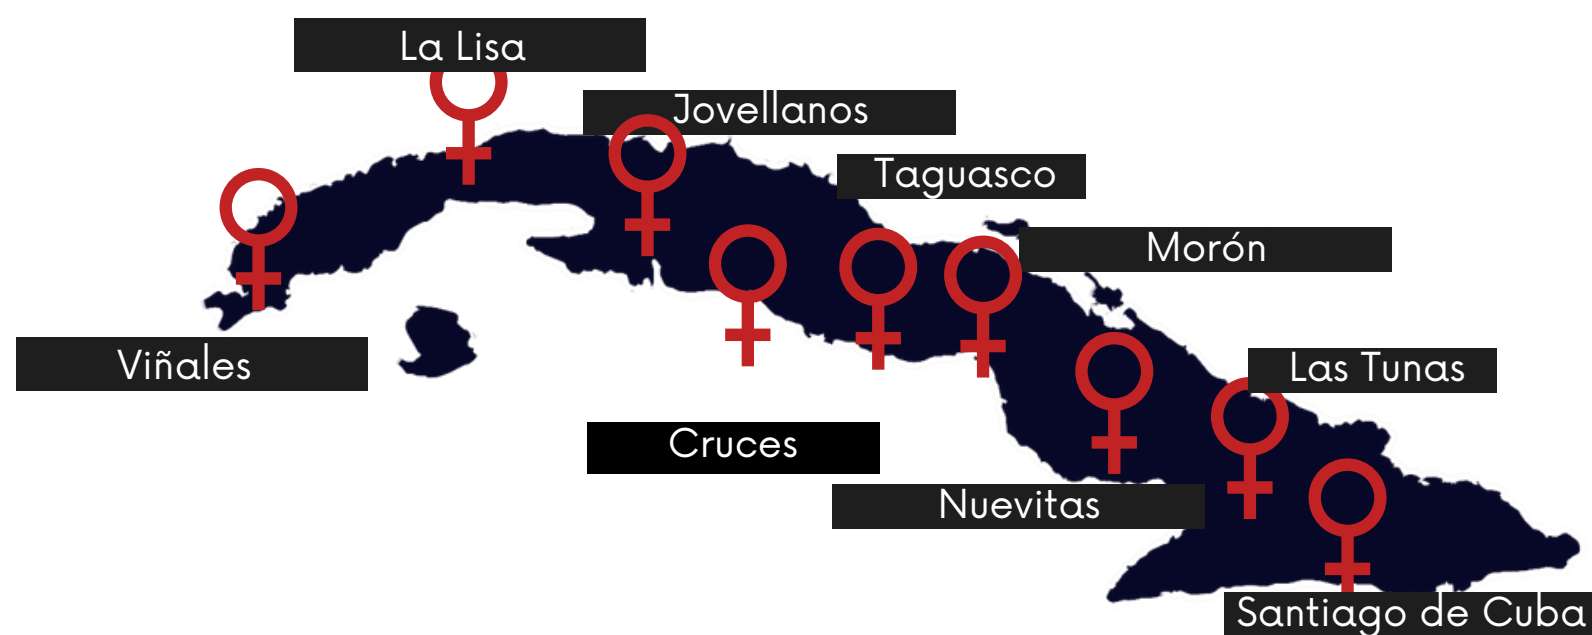 La Lisa
Jovellanos
Taguasco
Morón
Viñales
Las Tunas
Cruces
Nuevitas
Santiago de Cuba